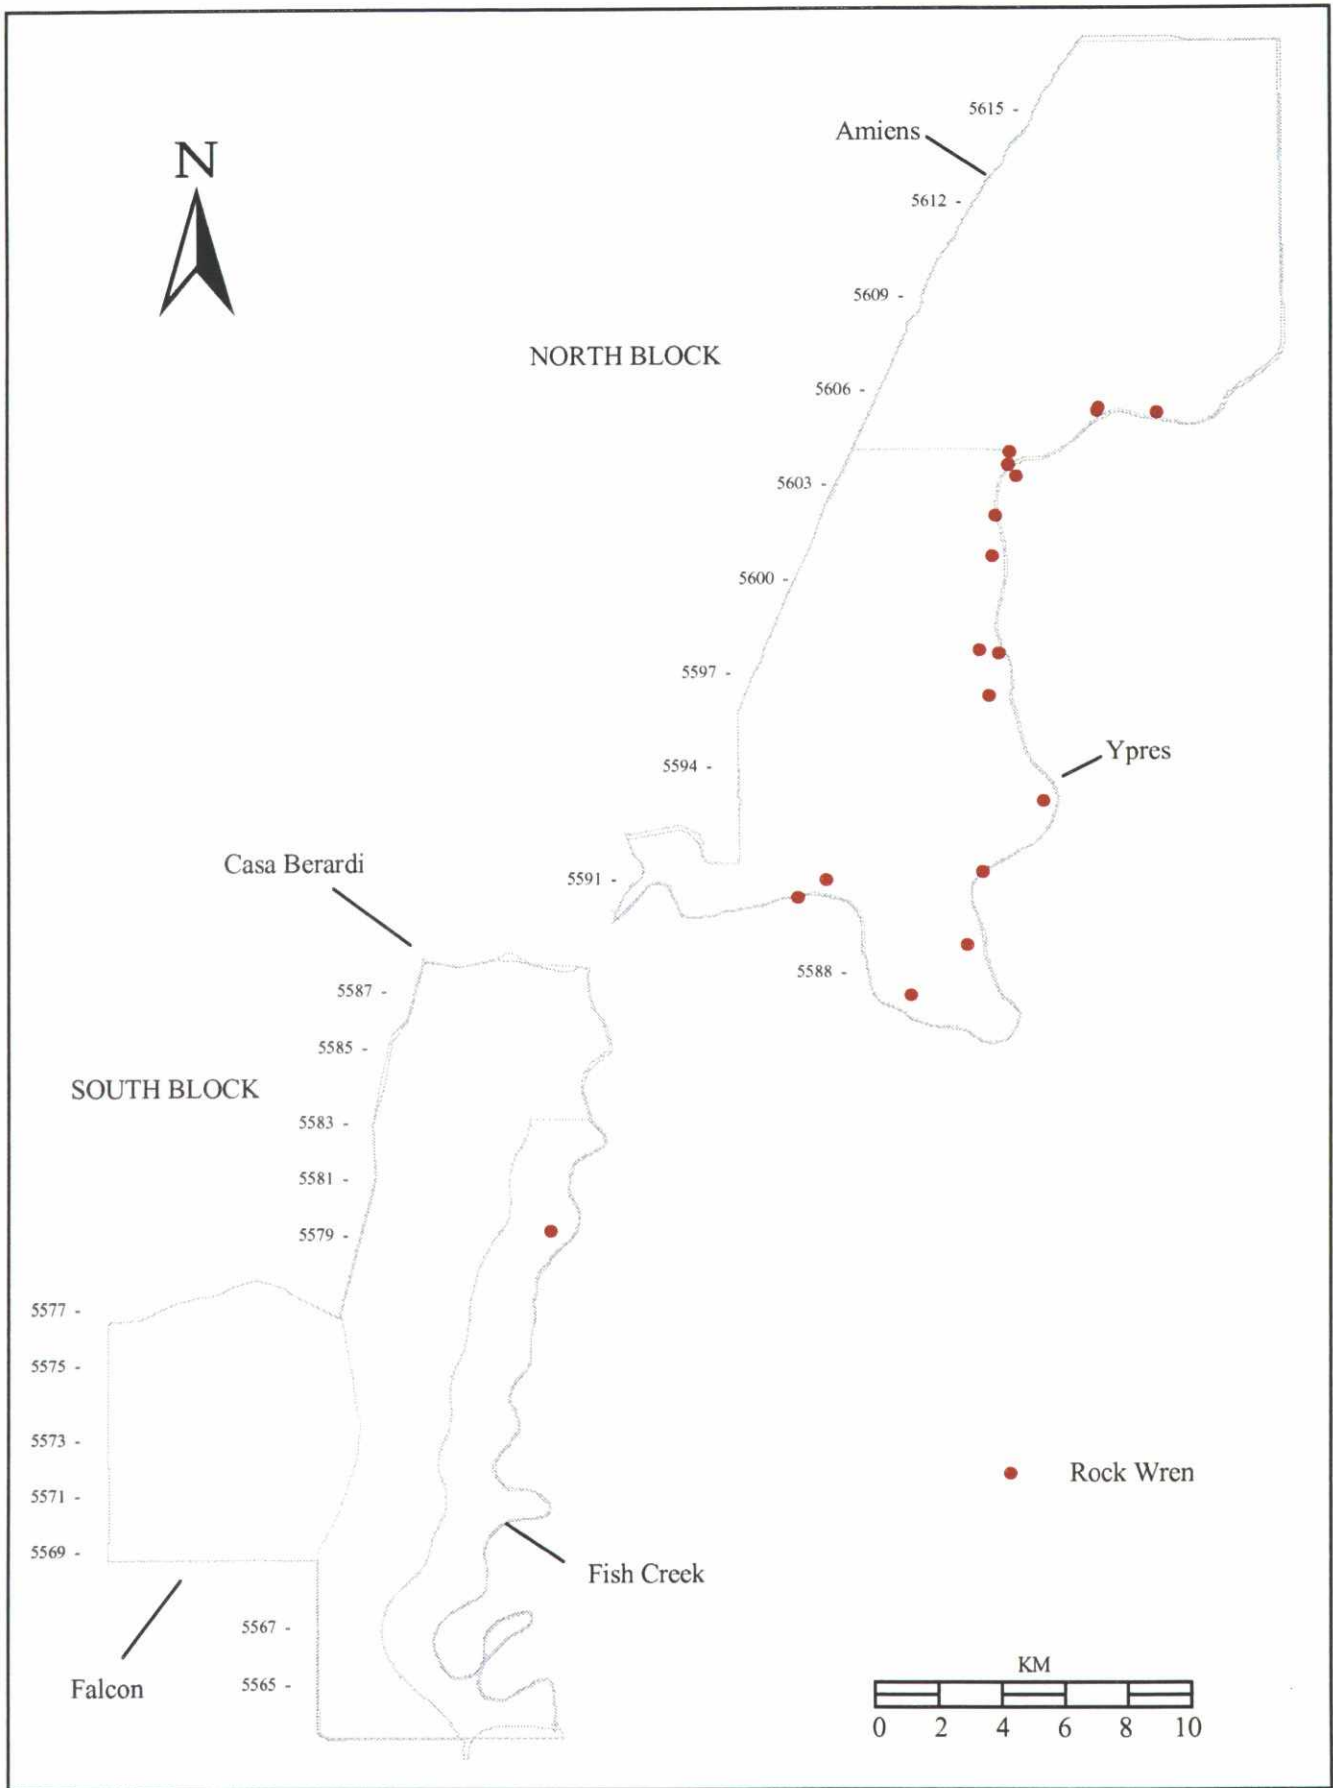 5615 -
Amiens
N
5612 -
5609 -
NORTH BLOCK
5606 -
5603 -
5600 -
5597 -
Ypres
5594 -
Casa Berardi
5591 -
5588 -
5587 -
5585 -
SOUTH BLOCK
5583 -
5581 -
5579 -
5577 -
5575 -
5573 -
Rock Wren
5571 -
5569 -
Fish Creek
5567 -
KM
Falcon
5565 -
0 2 4 6 8 10